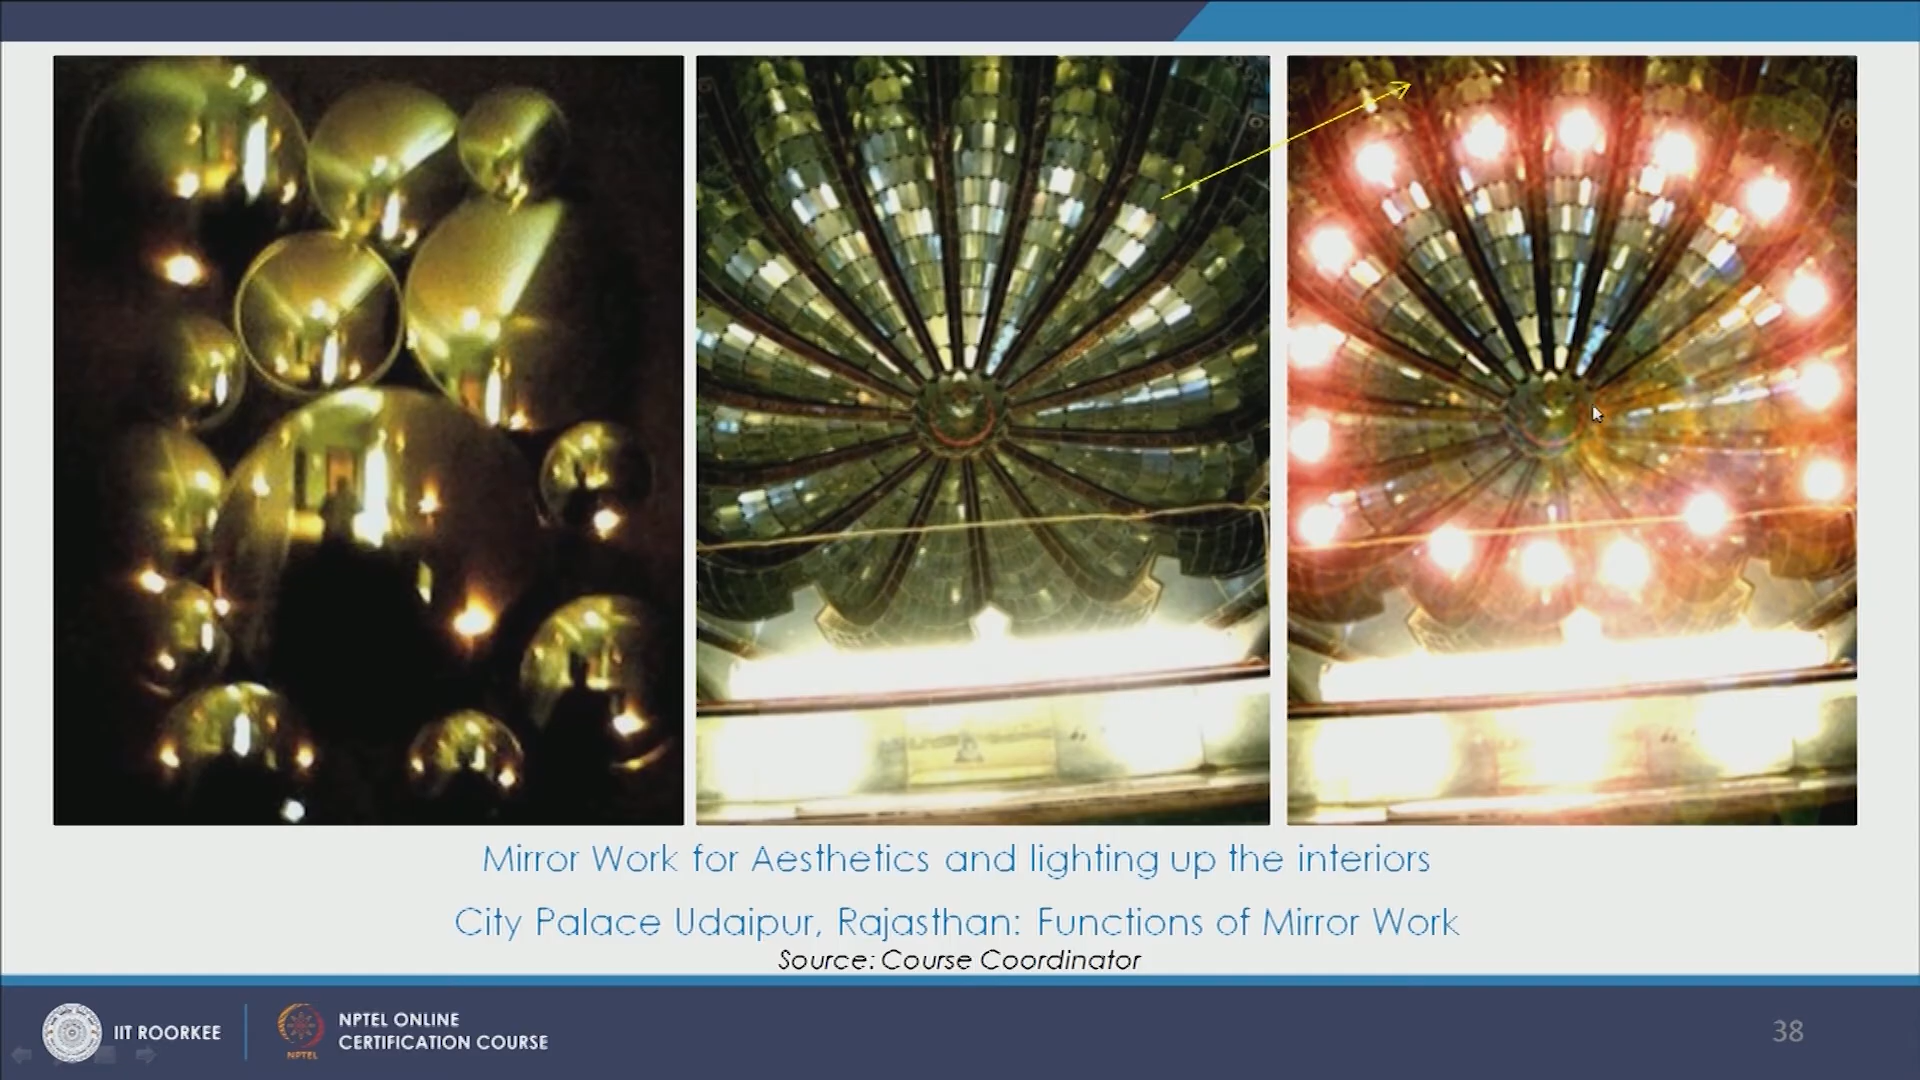 Mirror Work for Aesthetics and lighting up the interiors
City Palace Udaipur, Rajasthan: Functions of Mirror Work
Source: Course Coordinator
IIT ROORKEE
NPTEL
NPTEL ONLINE
CERTIFICATION COURSE
38